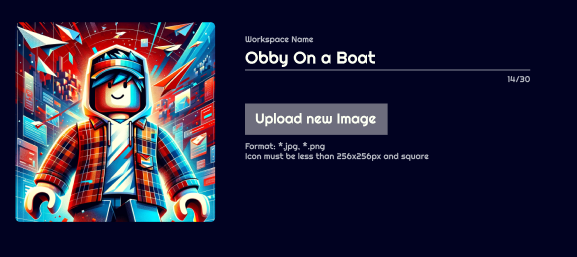 Workspace Name
Obby On a Boat
14/30
Upload new Image
Format: *.jpg, *.png
Icon must be less than 256x256px and square